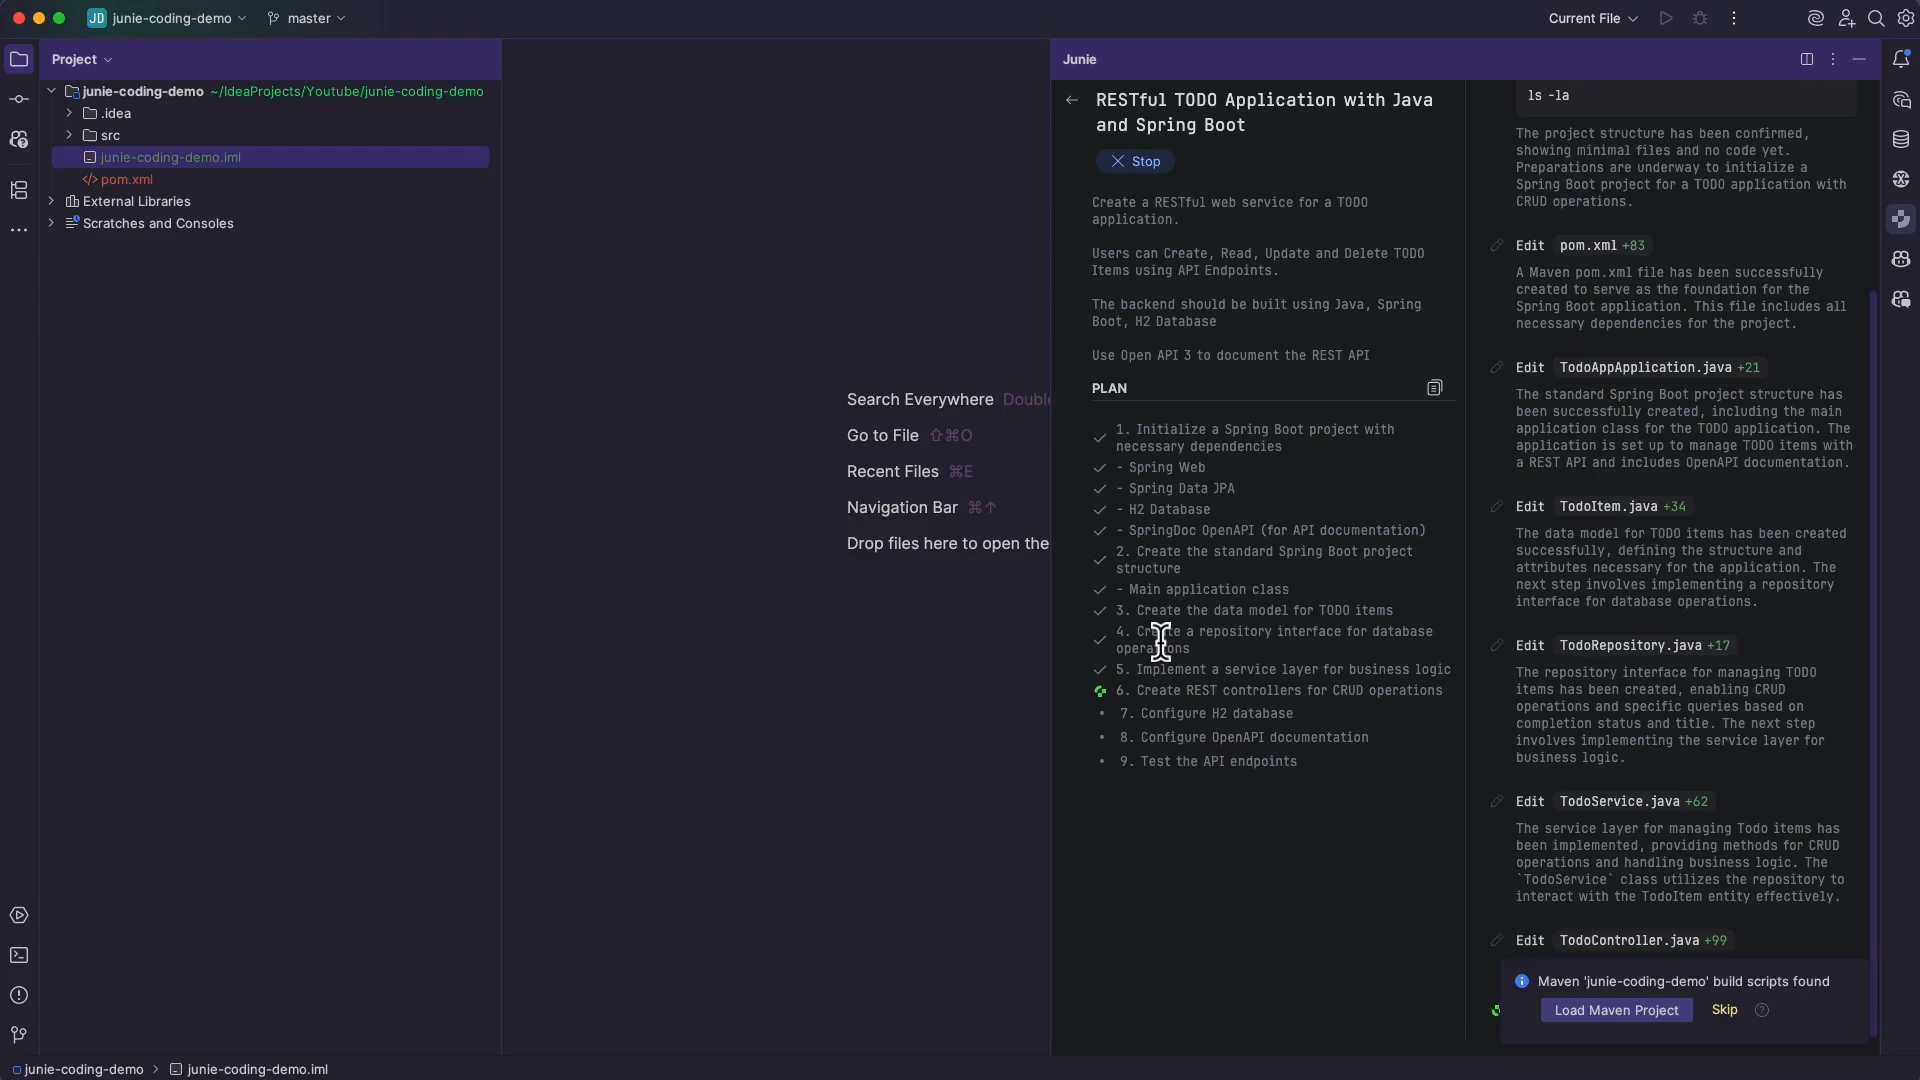 JD junie-coding-demo
master
Current File
Project
junie-coding-demo ~/IdeaProjects/Youtube/junie-coding-demo
.idea
src
junie-coding-demo.iml
</> pom.xml
External Libraries
Scratches and Consoles
Search Everywhere Double
Go to File ⇧⌘O
Recent Files ⌘E
Navigation Bar ⌘↑
Drop files here to open the
Junie
RESTful TODO Application with Java
and Spring Boot
Stop
Create a RESTful web service for a TODO
application.
Users can Create, Read, Update and Delete TODO
Items using API Endpoints.
The backend should be built using Java, Spring
Boot, H2 Database
Use Open API 3 to document the REST API
PLAN
1. Initialize a Spring Boot project with
necessary dependencies
- Spring Web
- Spring Data JPA
- H2 Database
- SpringDoc OpenAPI (for API documentation)
2. Create the standard Spring Boot project
structure
- Main application class
3. Create the data model for TODO items
4. Create a repository interface for database
operations
5. Implement a service layer for business logic
6. Create REST controllers for CRUD operations
• 7. Configure H2 database
• 8. Configure OpenAPI documentation
• 9. Test the API endpoints
ls -la
The project structure has been confirmed,
showing minimal files and no code yet.
Preparations are underway to initialize a
Spring Boot project for a TODO application with
CRUD operations.
Edit pom.xml +83
A Maven pom.xml file has been successfully
created to serve as the foundation for the
Spring Boot application. This file includes all
necessary dependencies for the project.
Edit TodoAppApplication.java +21
The standard Spring Boot project structure has
been successfully created, including the main
application class for the TODO application. The
application is set up to manage TODO items with
a REST API and includes OpenAPI documentation.
Edit TodoItem.java +34
The data model for TODO items has been created
successfully, defining the structure and
attributes necessary for the application. The
next step involves implementing a repository
interface for database operations.
Edit TodoRepository.java +17
The repository interface for managing TODO
items has been created, enabling CRUD
operations and specific queries based on
completion status and title. The next step
involves implementing the service layer for
business logic.
Edit TodoService.java +62
The service layer for managing Todo items has
been implemented, providing methods for CRUD
operations and handling business logic. The
`TodoService` class utilizes the repository to
interact with the TodoItem entity effectively.
Edit TodoController.java +99
Maven 'junie-coding-demo' build scripts found
Load Maven Project Skip
junie-coding-demo > junie-coding-demo.iml